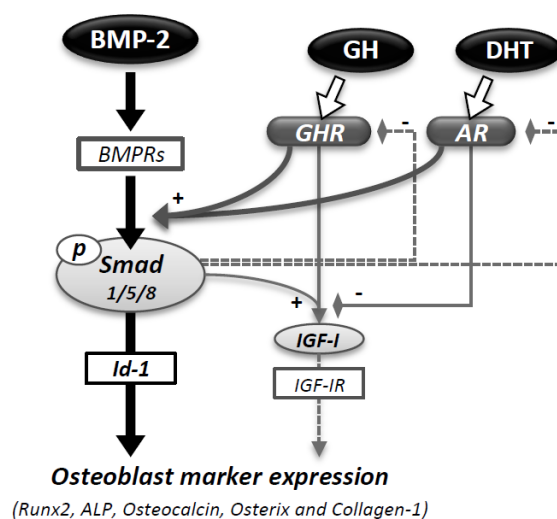 BMP-2
GH
DHT
GHR
-
AR
-
BMPRs
+
p
Smad
1/5/8
+
-
IGF-I
Id-1
IGF-IR
Osteoblast marker expression
(Runx2, ALP, Osteocalcin, Osterix and Collagen-1)